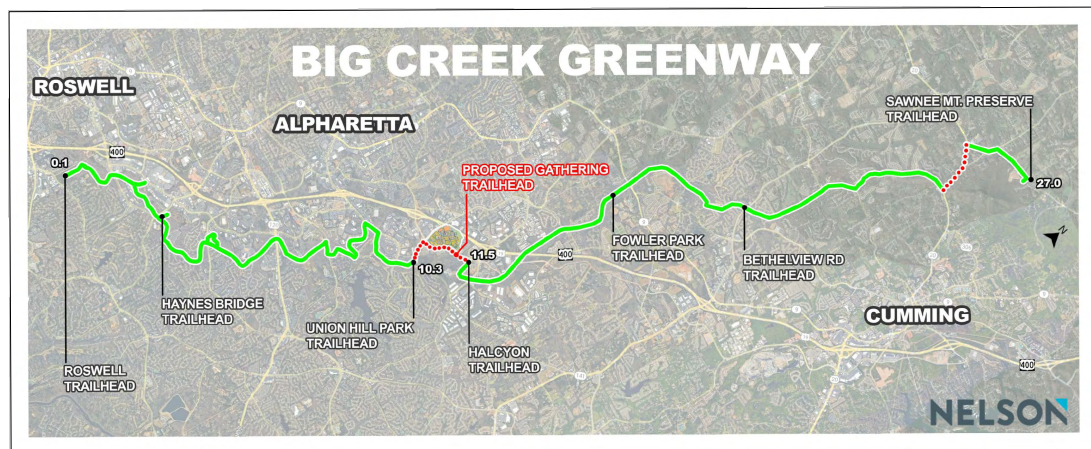 BIG CREEK GREENWAY
ROSWELL
ALPHARETTA
SAWNEE MT. PRESERVE
TRAILHEAD
400
0.1
PROPOSED GATHERING
TRAILHEAD
27.0
HAYNES BRIDGE
TRAILHEAD
10.3
11.5
400
FOWLER PARK
TRAILHEAD
BETHELVIEW RD
TRAILHEAD
N
UNION HILL PARK
TRAILHEAD
HALCYON
TRAILHEAD
CUMMING
ROSWELL
TRAILHEAD
400
NELSON